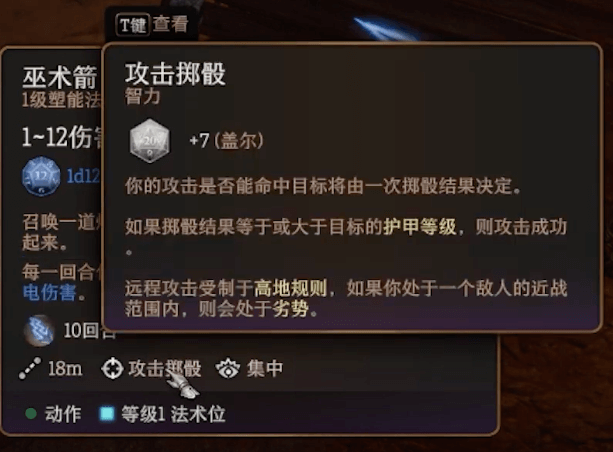 T键 查看
攻击掷骰
智力
20
+7 (盖尔)
你的攻击是否能命中目标将由一次掷骰结果决定。
如果掷骰结果等于或大于目标的护甲等级，则攻击成功
。
远程攻击受制于高地规则，如果你处于一个敌人的近战
范围内，则会处于劣势。
巫术箭
1级塑能法
1~12伤
12
1d12
召唤一道
起来。
每一回合
电伤害。
10回合
18m 攻击掷骰 集中
动作 等级1 法术位